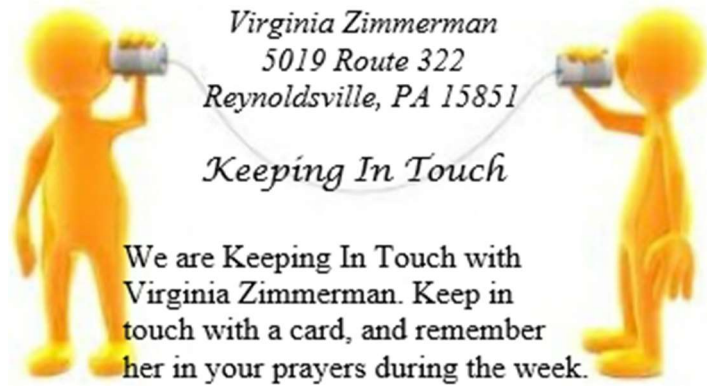 Virginia Zimmerman
5019 Route 322
Reynoldsville, PA 15851
Keeping In Touch
We are Keeping In Touch with
Virginia Zimmerman. Keep in
touch with a card, and remember
her in your prayers during the week.